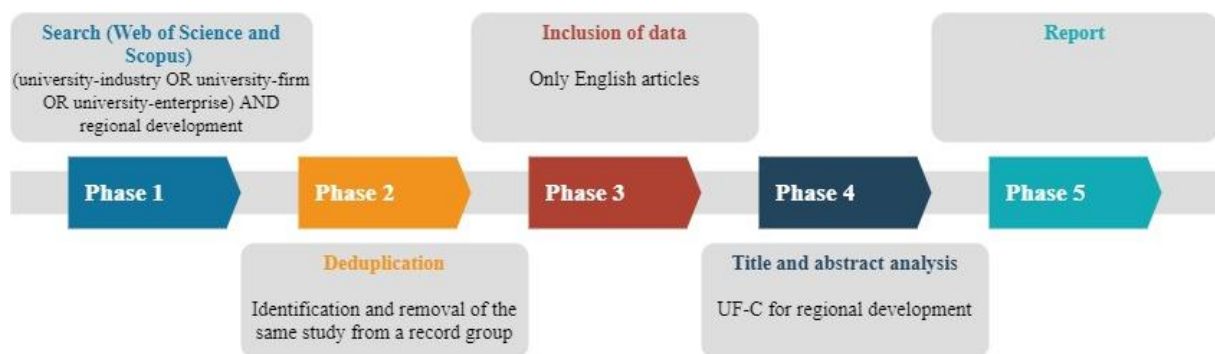 Search (Web of Science and
Scopus)
(university-industry OR university-firm
OR university-enterprise) AND
regional development
Inclusion of data
Only English articles
Report
Phase 1
Phase 2
Phase 3
Phase 4
Phase 5
Deduplication
Identification and removal of the
same study from a record group
Title and abstract analysis
UF-C for regional development